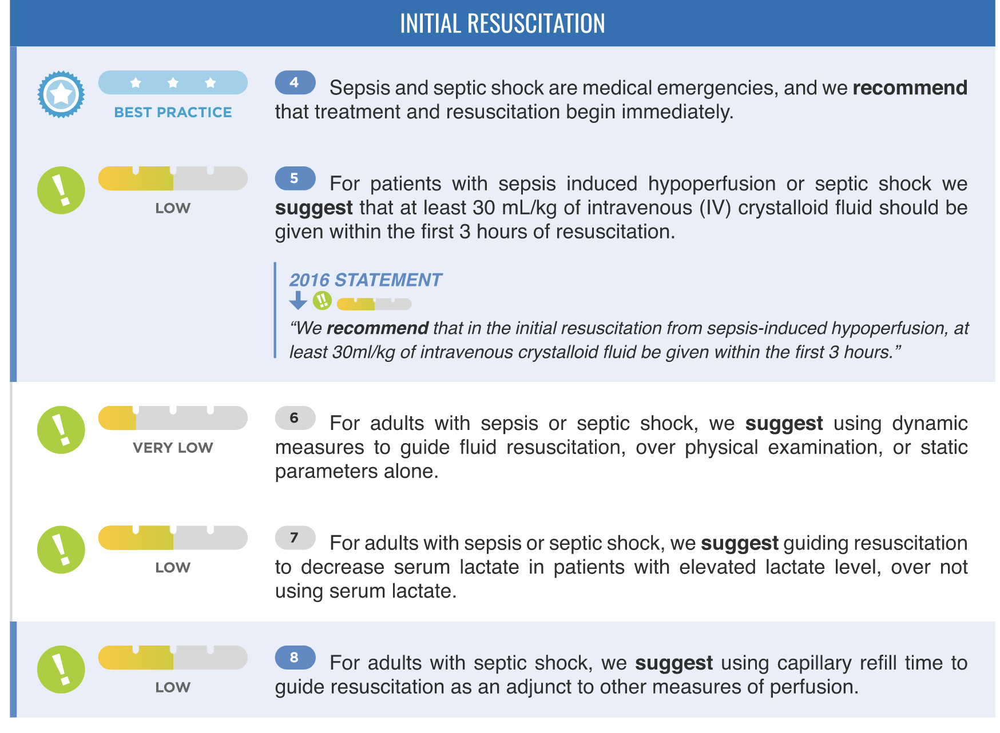 INITIAL RESUSCITATION
BEST PRACTICE
4 Sepsis and septic shock are medical emergencies, and we recommend
that treatment and resuscitation begin immediately.
LOW
5 For patients with sepsis induced hypoperfusion or septic shock we
suggest that at least 30 mL/kg of intravenous (IV) crystalloid fluid should be
given within the first 3 hours of resuscitation.
2016 STATEMENT
“We recommend that in the initial resuscitation from sepsis-induced hypoperfusion, at
least 30ml/kg of intravenous crystalloid fluid be given within the first 3 hours.”
VERY LOW
6 For adults with sepsis or septic shock, we suggest using dynamic
measures to guide fluid resuscitation, over physical examination, or static
parameters alone.
LOW
7 For adults with sepsis or septic shock, we suggest guiding resuscitation
to decrease serum lactate in patients with elevated lactate level, over not
using serum lactate.
LOW
8 For adults with septic shock, we suggest using capillary refill time to
guide resuscitation as an adjunct to other measures of perfusion.